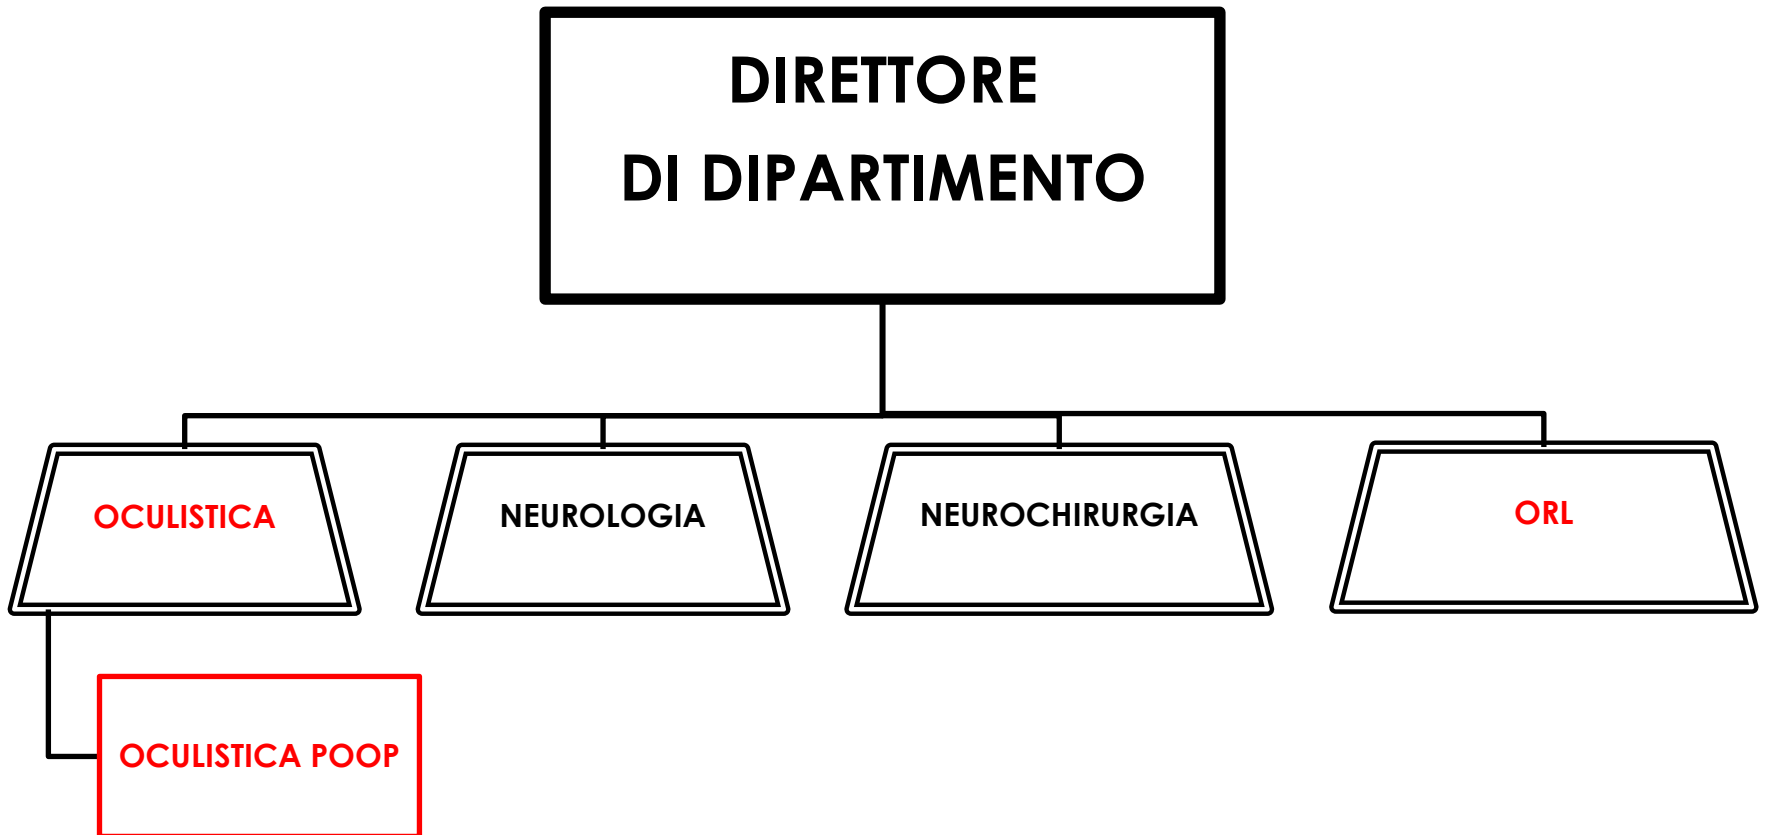 DIRETTORE
DI DIPARTIMENTO
OCULISTICA
NEUROLOGIA
NEUROCHIRURGIA
ORL
OCULISTICA POOP